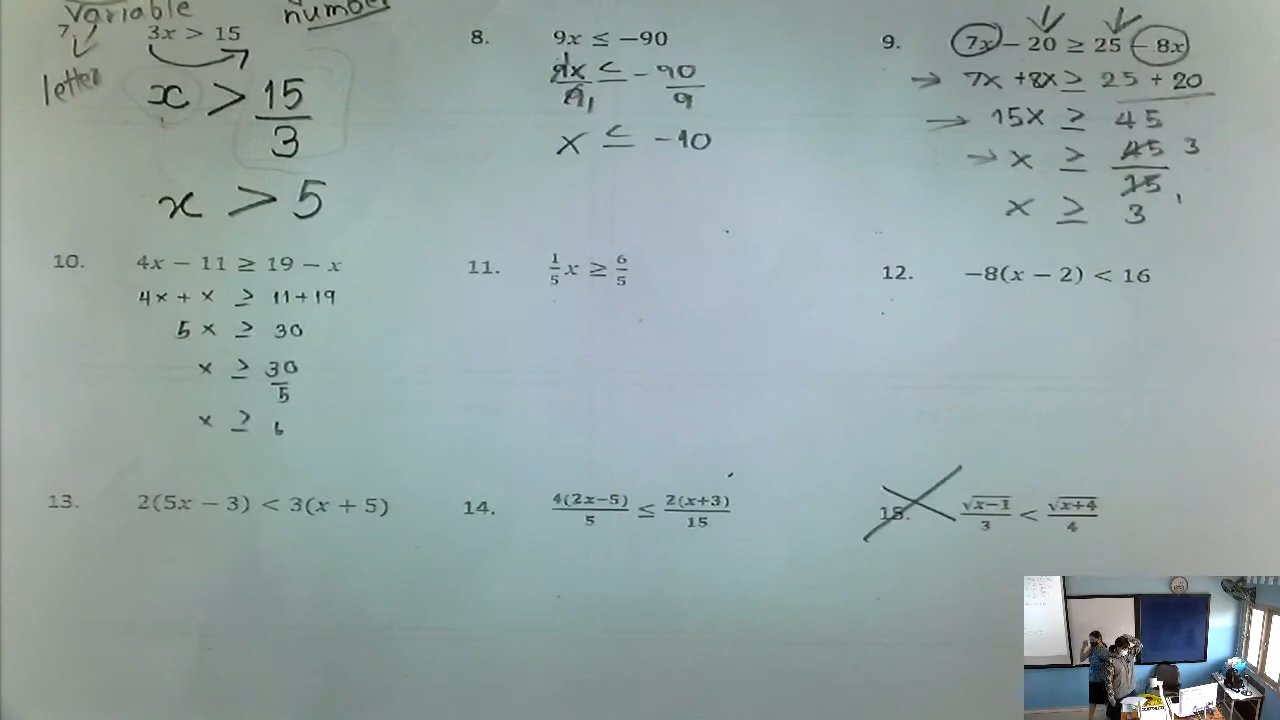 variable number
7. 3x > 15
letter
x > 15/3
x > 5
8. 9x ≤ −90
9x/9 ≤ −90/9
1
x ≤ −10
9. 7x − 20 ≥ 25 − 8x
→ 7x + 8x ≥ 25 + 20
→ 15x ≥ 45
→ x ≥ 45/15 3
1
x ≥ 3
10. 4x − 11 ≥ 19 − x
4x + x ≥ 11 + 19
5x ≥ 30
x ≥ 30/5
x ≥ 6
11. 1/5 x ≥ 6/5
12. −8(x − 2) < 16
13. 2(5x − 3) < 3(x + 5)
14. 4(2x−5)/5 ≤ 2(x+3)/15
15. √x−1/3 < √x+4/4